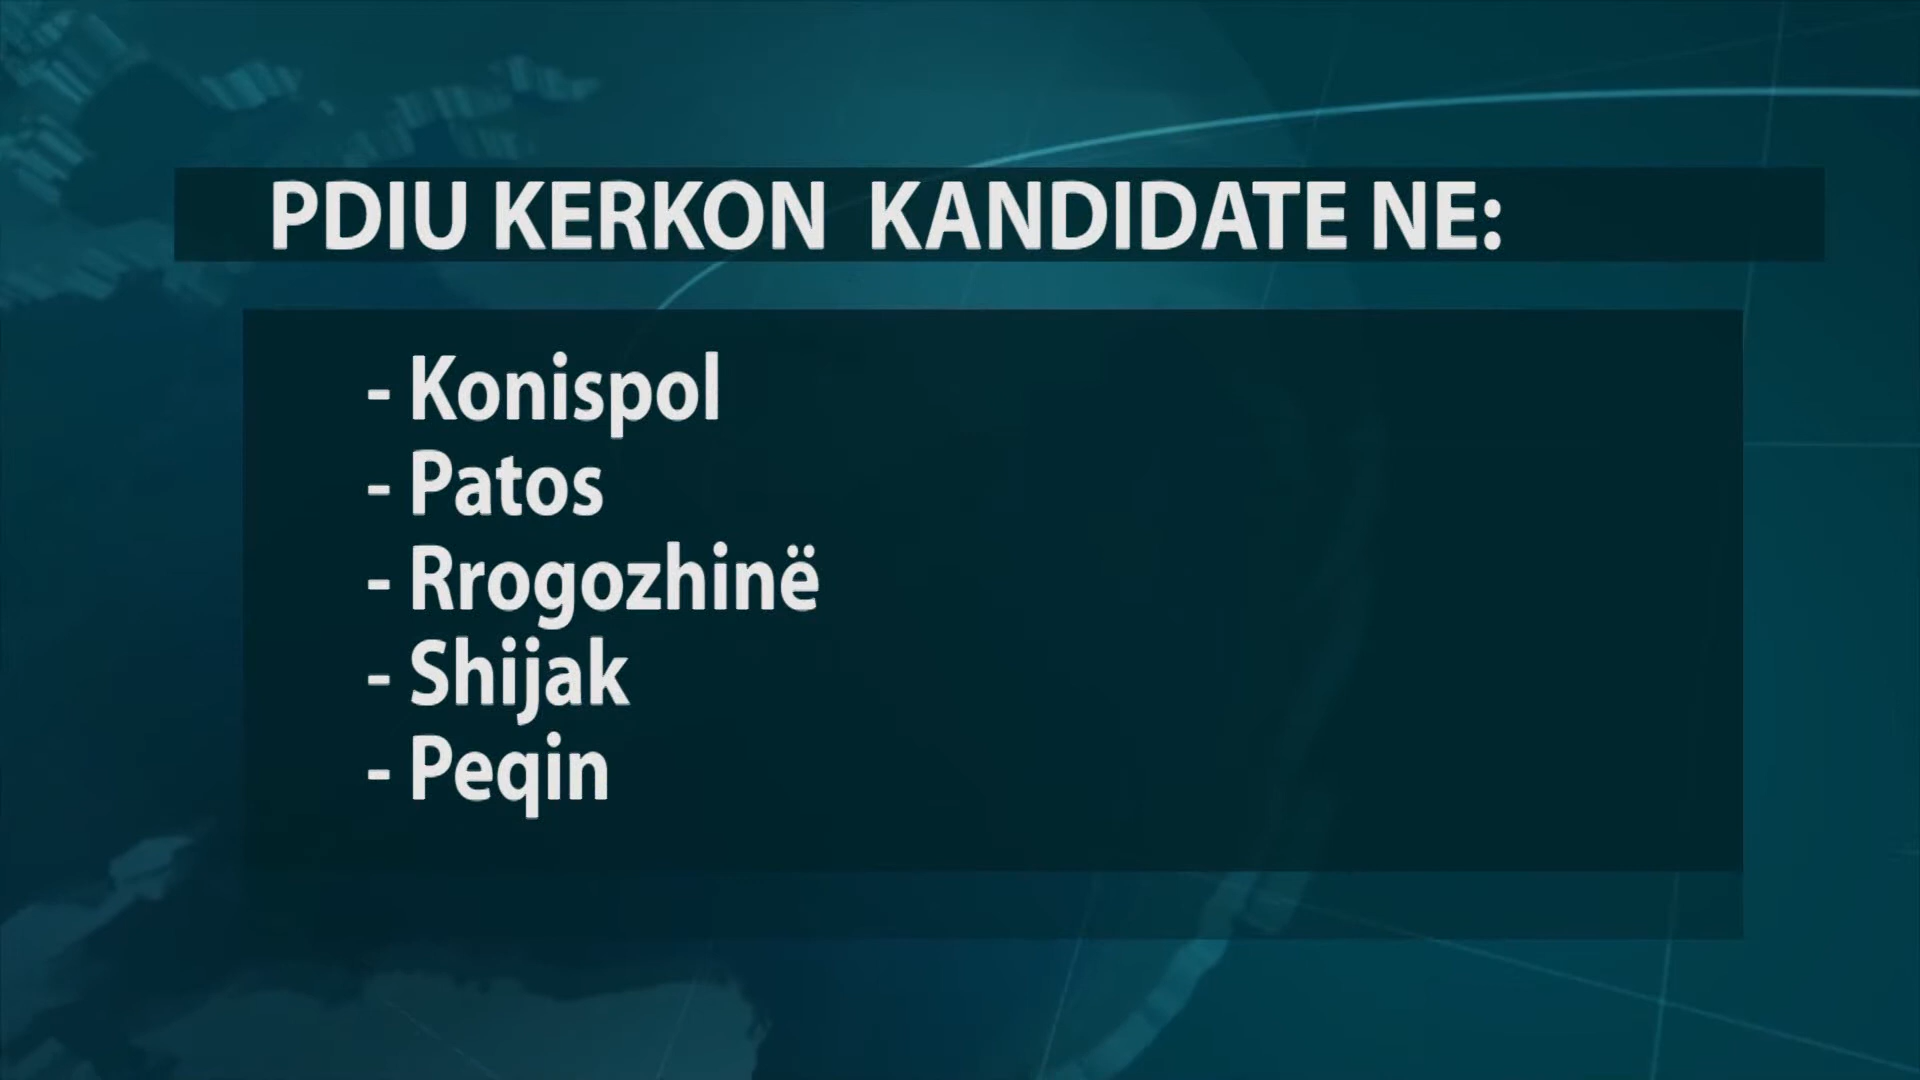 PDIU KERKON KANDIDATE NE:
- Konispol
- Patos
- Rrogozhinë
- Shijak
- Peqin